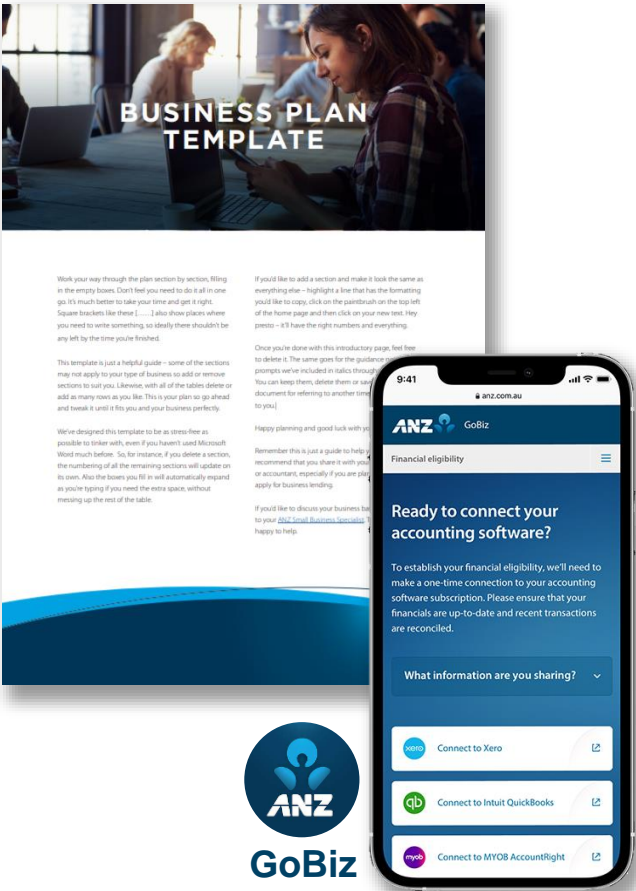 BUSINESS PLAN
TEMPLATE
Work your way through the plan section by section, filling
in the empty boxes. Don't feel you need to do it all in one
go. It's much better to take your time and get it right.
Square brackets like these [.......] also show places where
you need to write something, so ideally there shouldn't be
any left by the time you're finished.
This template is just a helpful guide – some of the sections
may not apply to your type of business so add or remove
sections to suit you. Likewise, with all of the tables delete or
add as many rows as you like. This is your plan so go ahead
and tweak it until it fits you and your business perfectly.
We've designed this template to be as stress-free as
possible to tinker with, even if you haven't used Microsoft
Word much before. So, for instance, if you delete a section,
the numbering of all the remaining sections will update on
its own. Also the boxes you fill in will automatically expand
as you're typing if you need the extra space, without
messing up the rest of the table.
If you'd like to add a section and make it look the same as
everything else – highlight a line that has the formatting
you'd like to copy, click on the paintbrush on the top left
of the home page and then click on your new text. Hey
presto – it'll have the right numbers and everything.
Once you're done with this introductory page, feel free
to delete it. The same goes for the guidance
prompts we've included in italics through
You can keep them, delete them or save
document for referring to another time
to you.]
Happy planning and good luck with
Remember this is just a guide to help
recommend that you share it with your
or accountant, especially if you are
apply for business lending.
If you'd like to discuss your business
to your ANZ Small Business Specialist.
happy to help.
9:41
anz.com.au
ANZ GoBiz
Financial eligibility
Ready to connect your
accounting software?
To establish your financial eligibility, we'll need to
make a one-time connection to your accounting
software subscription. Please ensure that your
financials are up-to-date and recent transactions
are reconciled.
What information are you sharing?
xero Connect to Xero
qb Connect to Intuit QuickBooks
myob Connect to MYOB AccountRight
ANZ
GoBiz